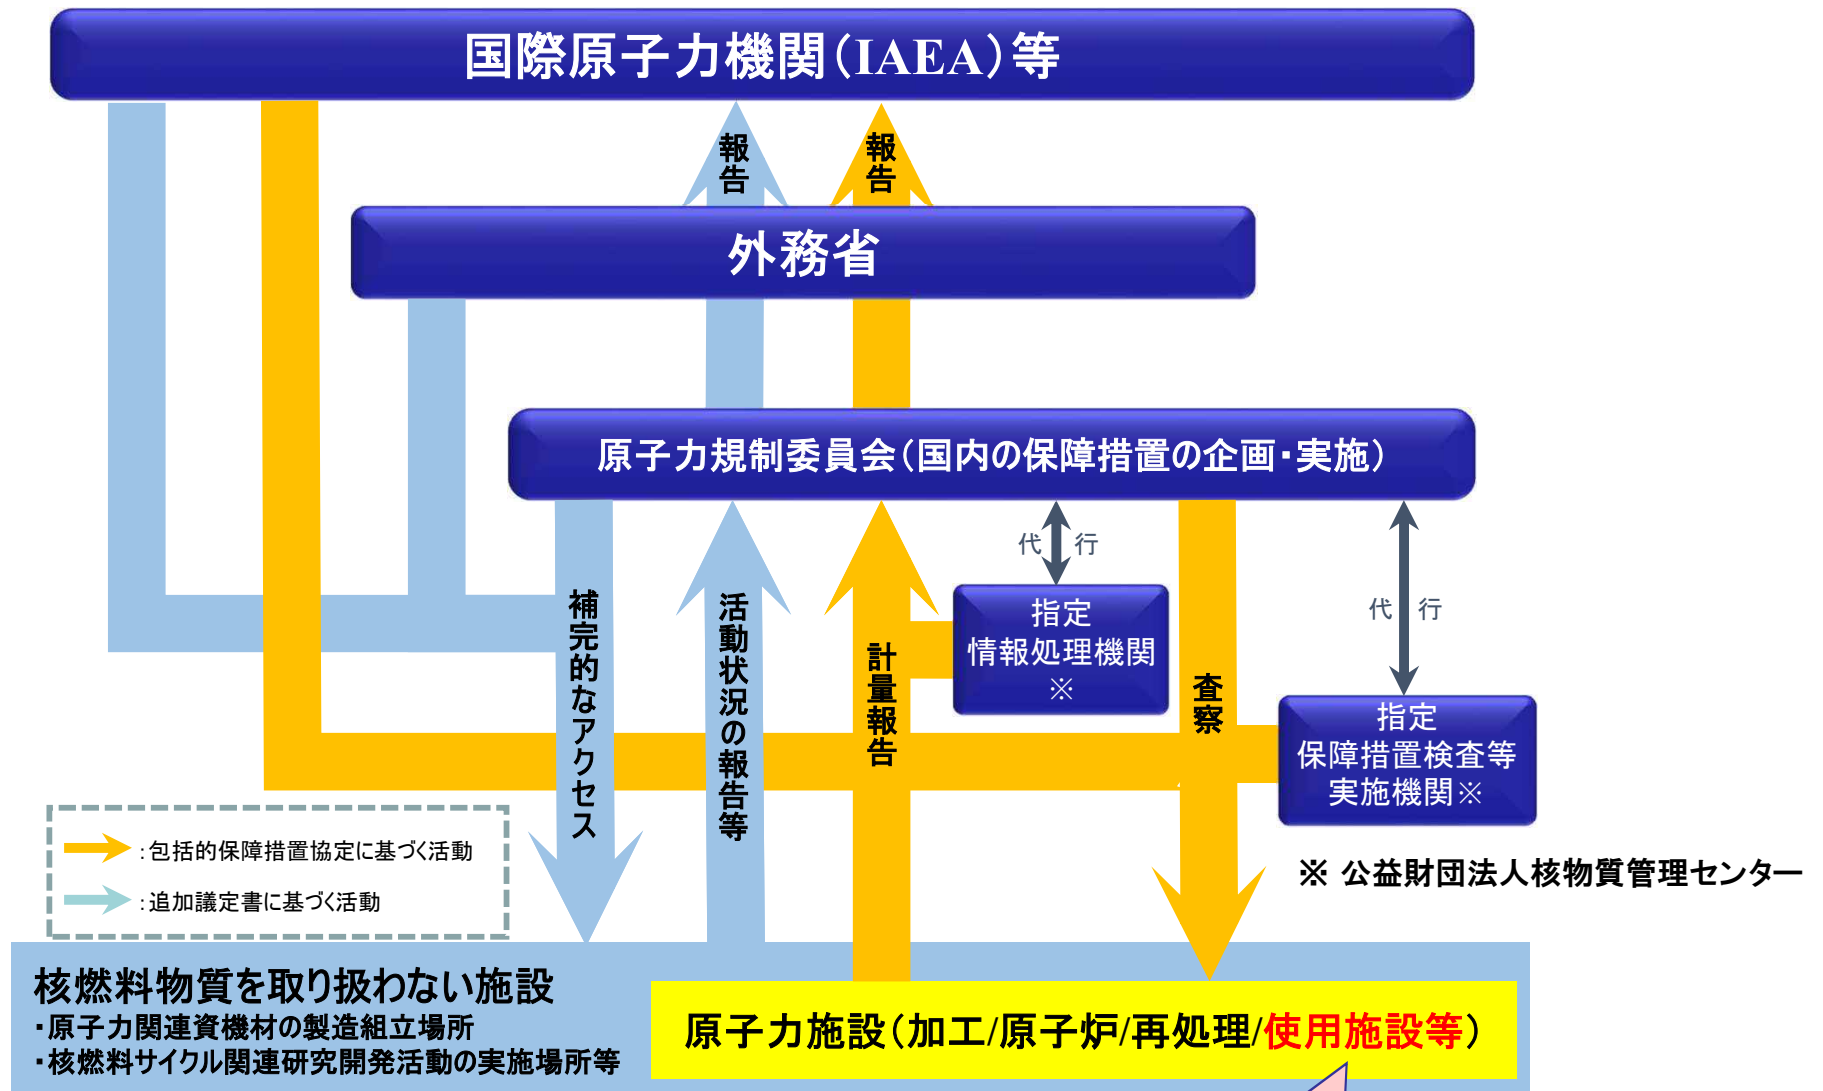 国際原子力機関（IAEA）等
報告
報告
外務省
原子力規制委員会（国内の保障措置の企画・実施）
代 行
代 行
補完的なアクセス
活動状況の報告等
計量報告
査察
指定
情報処理機関
※
指定
保障措置検査等
実施機関※
※ 公益財団法人核物質管理センター
：包括的保障措置協定に基づく活動
：追加議定書に基づく活動
核燃料物質を取り扱わない施設
・原子力関連資機材の製造組立場所
・核燃料サイクル関連研究開発活動の実施場所等
原子力施設（加工/原子炉/再処理/使用施設等）